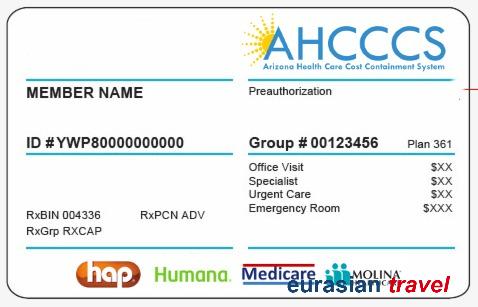 AHCCCS
Arizona Health Care Cost Containment System
MEMBER NAME
Preauthorization
ID #YWP80000000000
Group # 00123456 Plan 361
Office Visit $XX
Specialist $XX
Urgent Care $XX
Emergency Room $XXX
RxBIN 004336 RxPCN ADV
RxGrp RXCAP
hap Humana. Medicare MOLINA
eurasian travel